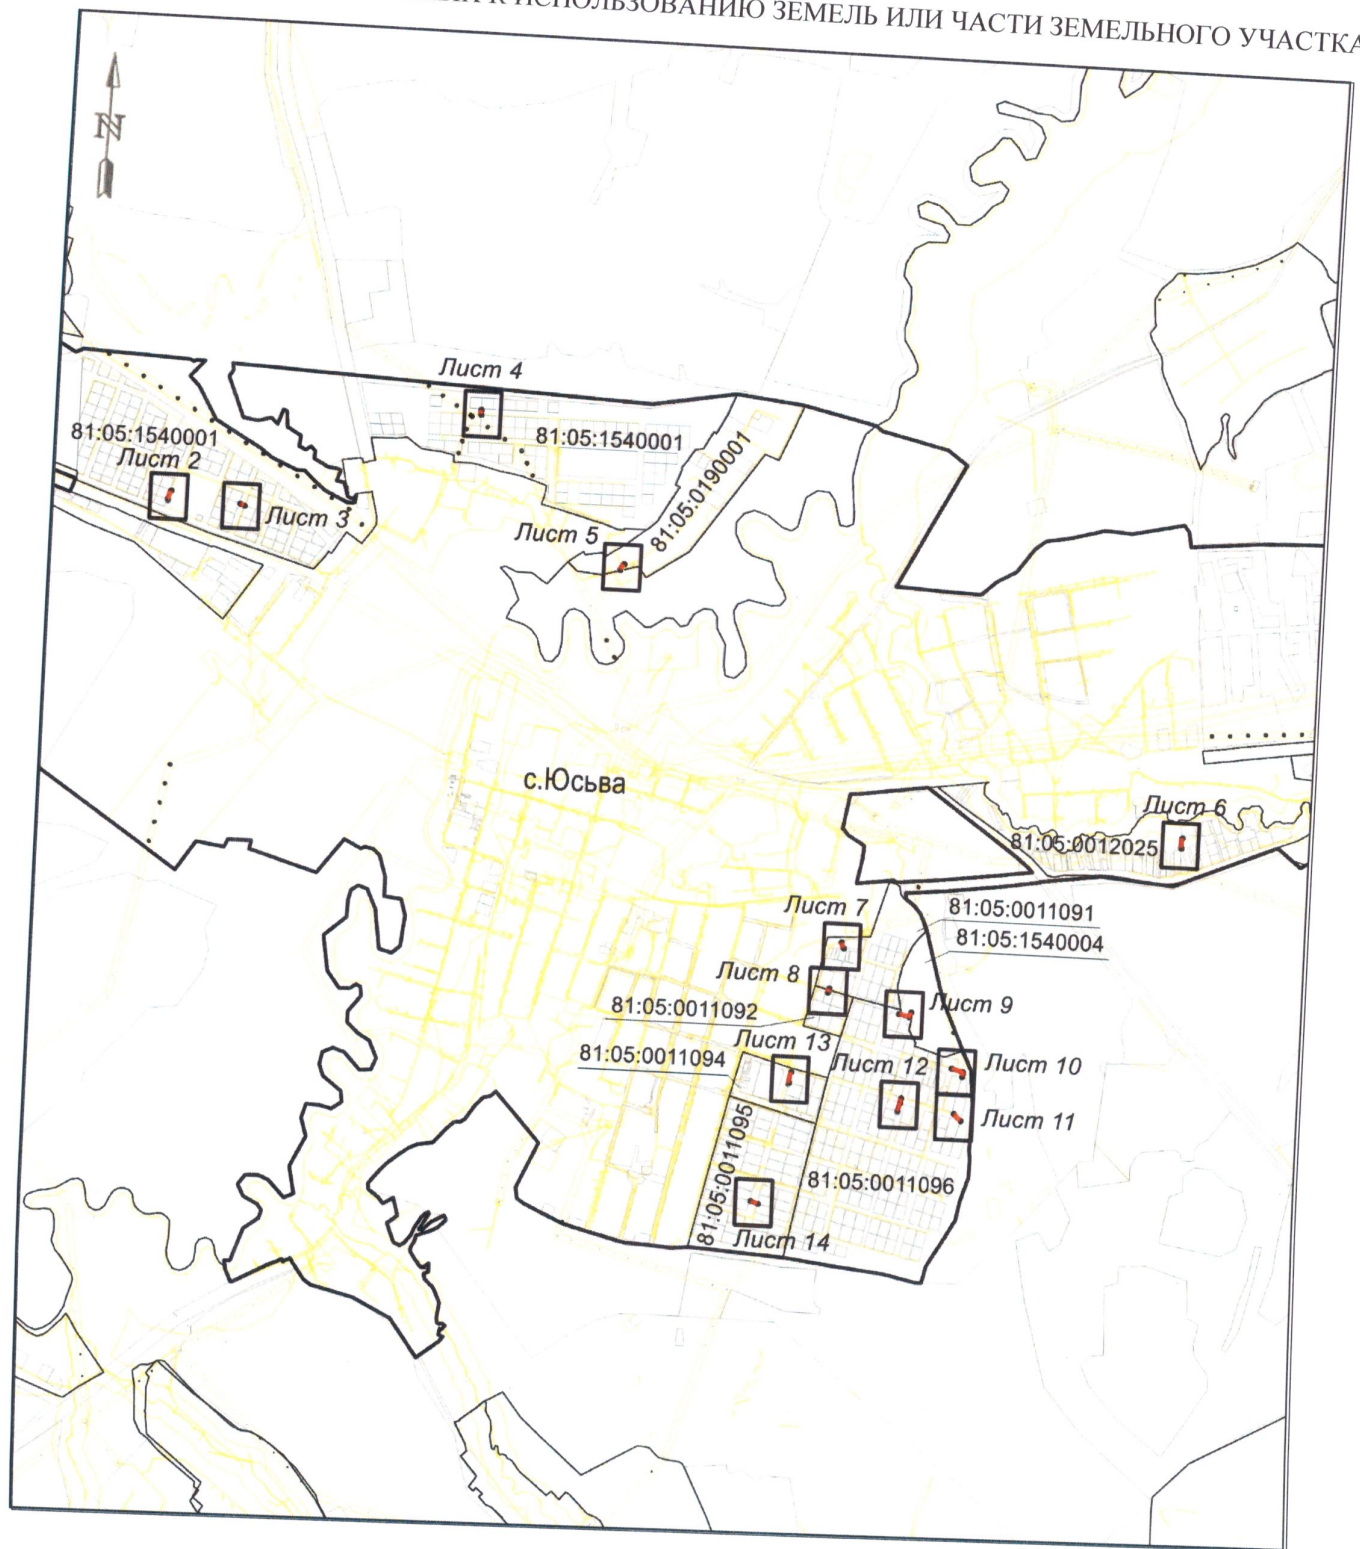 К ИСПОЛЬЗОВАНИЮ ЗЕМЕЛЬ ИЛИ ЧАСТИ ЗЕМЕЛЬНОГО УЧАСТКА
N
Лист 4
81:05:1540001
81:05:1540001
Лист 2
Лист 3
81:05:0190001
Лист 5
с.Юсьва
Лист 6
81:05:0012025
Лист 7
81:05:0011091
81:05:1540004
Лист 8
81:05:0011092
Лист 9
Лист 13
81:05:0011094
Лист 12
Лист 10
Лист 11
81:05:0011095
81:05:0011096
Лист 14